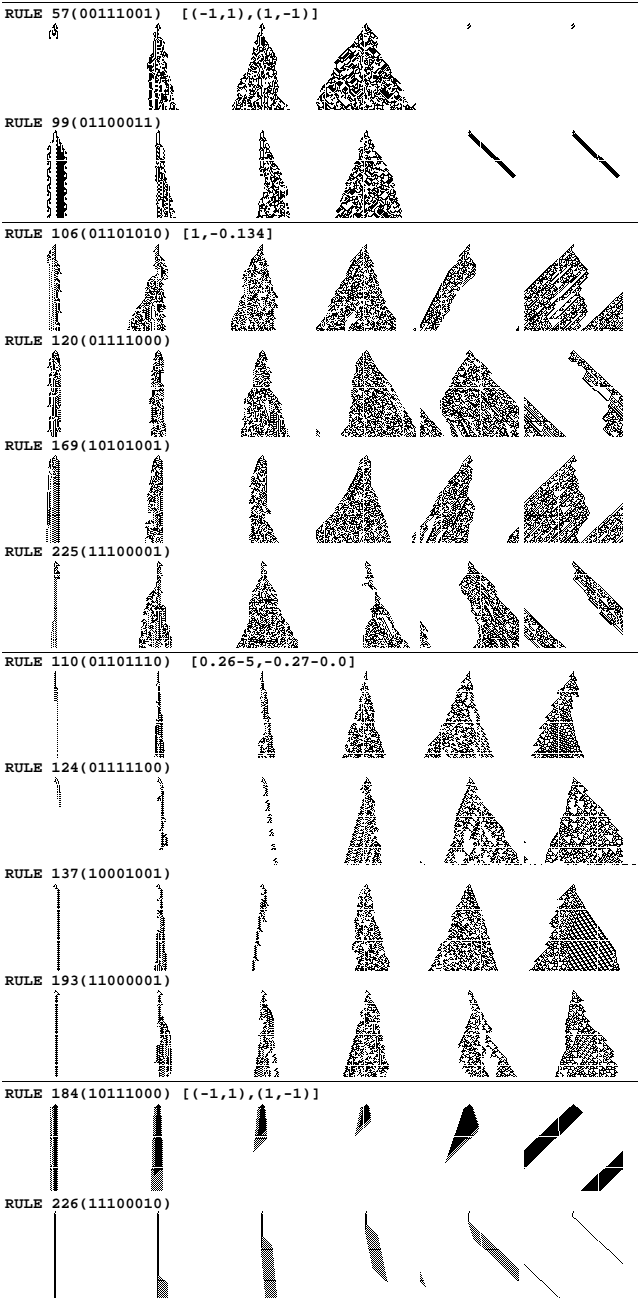 RULE 57(00111001) [(-1,1),(1,-1)]
RULE 99(01100011)
RULE 106(01101010) [1,-0.134]
RULE 120(01111000)
RULE 169(10101001)
RULE 225(11100001)
RULE 110(01101110) [0.26-5,-0.27-0.0]
RULE 124(01111100)
RULE 137(10001001)
RULE 193(11000001)
RULE 184(10111000) [(-1,1),(1,-1)]
RULE 226(11100010)